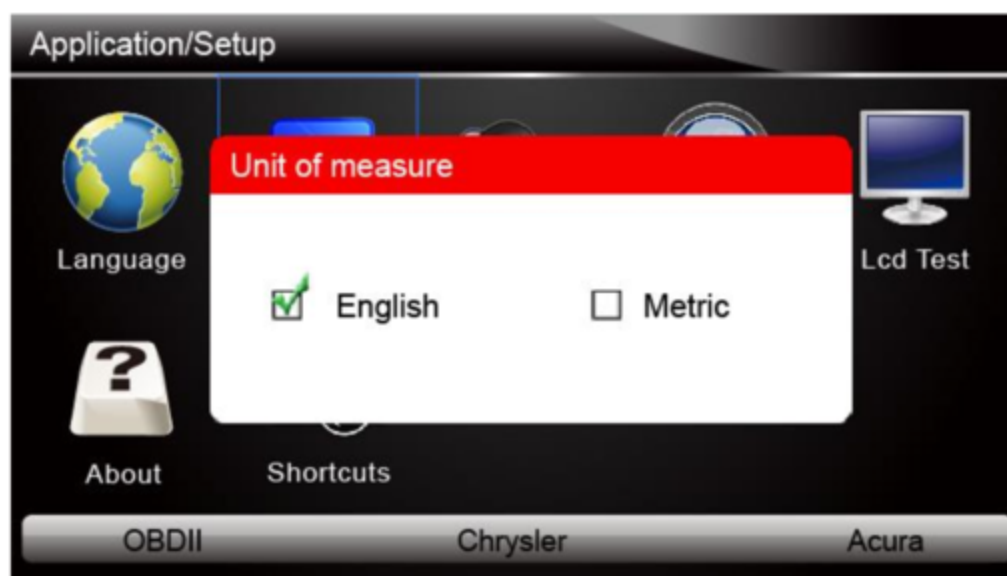 Application/Setup
Unit of measure
Language
Lcd Test
English
Metric
?
About
Shortcuts
OBDII
Chrysler
Acura